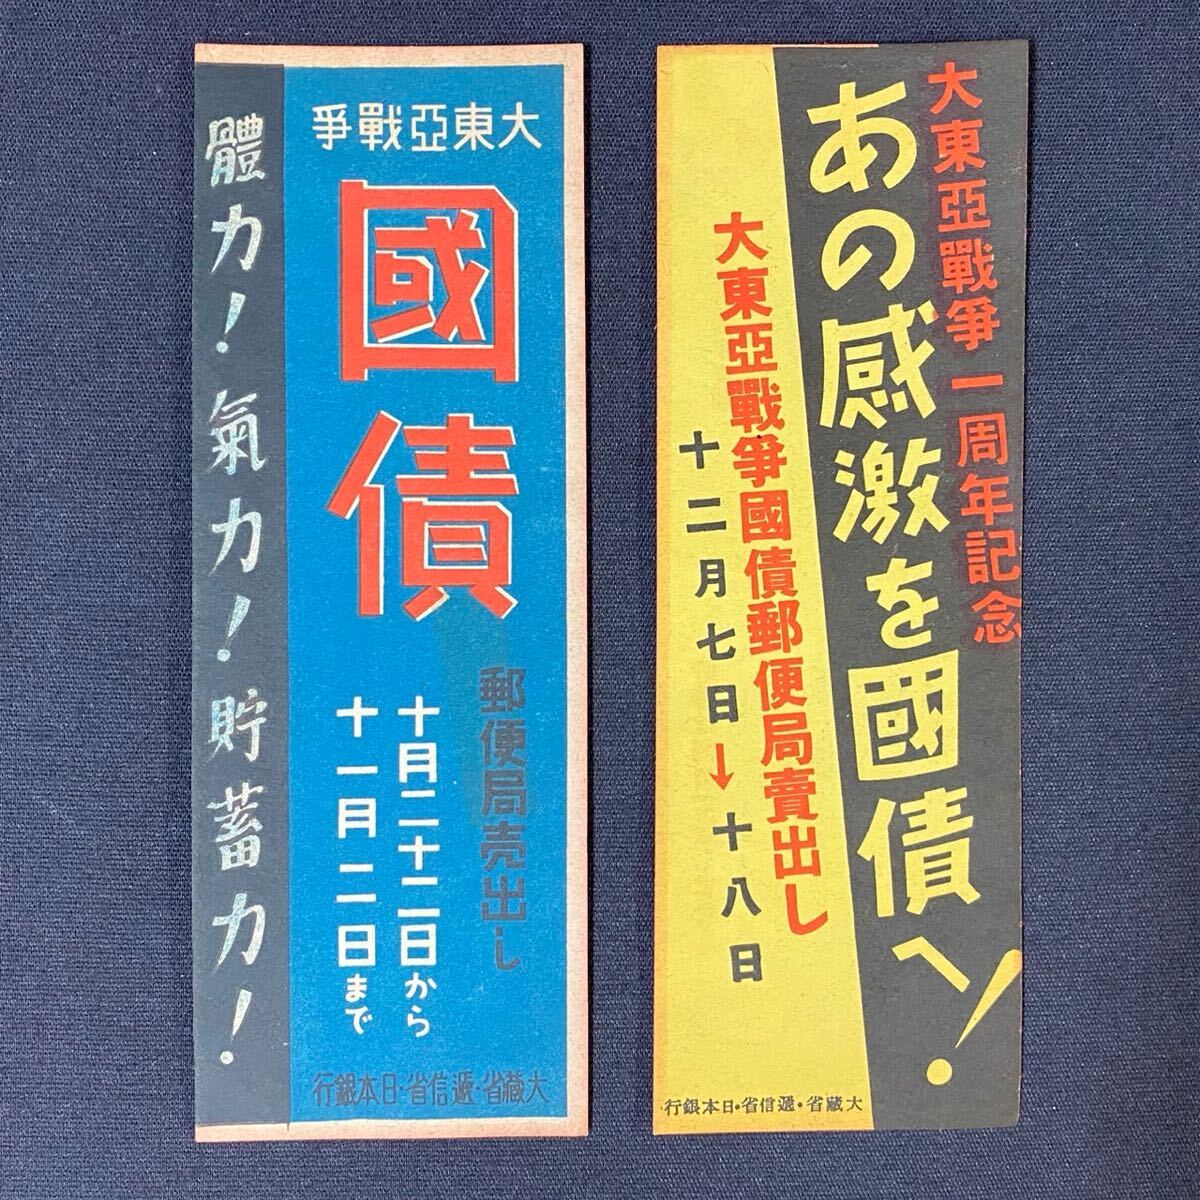 體力！氣力！貯蓄力！
大東亞戰爭
國債
郵便局売出し
十月二十二日から
十一月二日まで
大藏省・遞信省・日本銀行
大東亞戰爭一周年記念
あの感激を國債へ！
大東亞戰爭國債郵便局賣出し
十二月七日→十八日
大藏省・遞信省・日本銀行